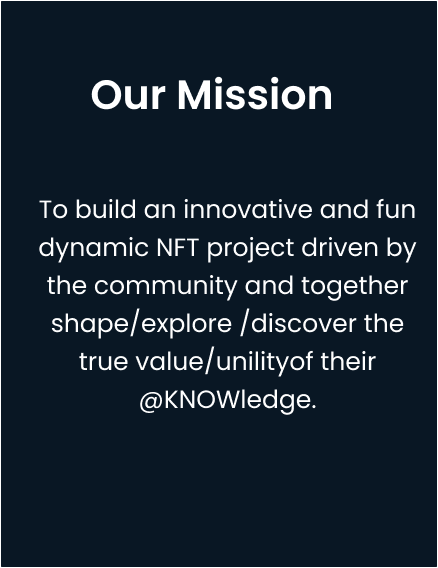 Our Mission
To build an innovative and fun
dynamic NFT project driven by
the community and together
shape/explore /discover the
true value/unilityof their
@KNOWledge.